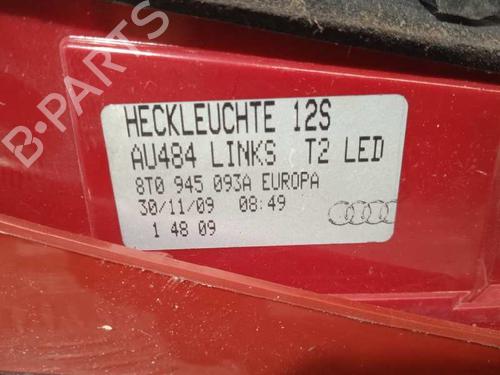 HECKLEUCHTE 12S
AU484 LINKS T2 LED
8T0 945 093A EUROPA
30/11/09 08:49
1 48 09
B-PARTS